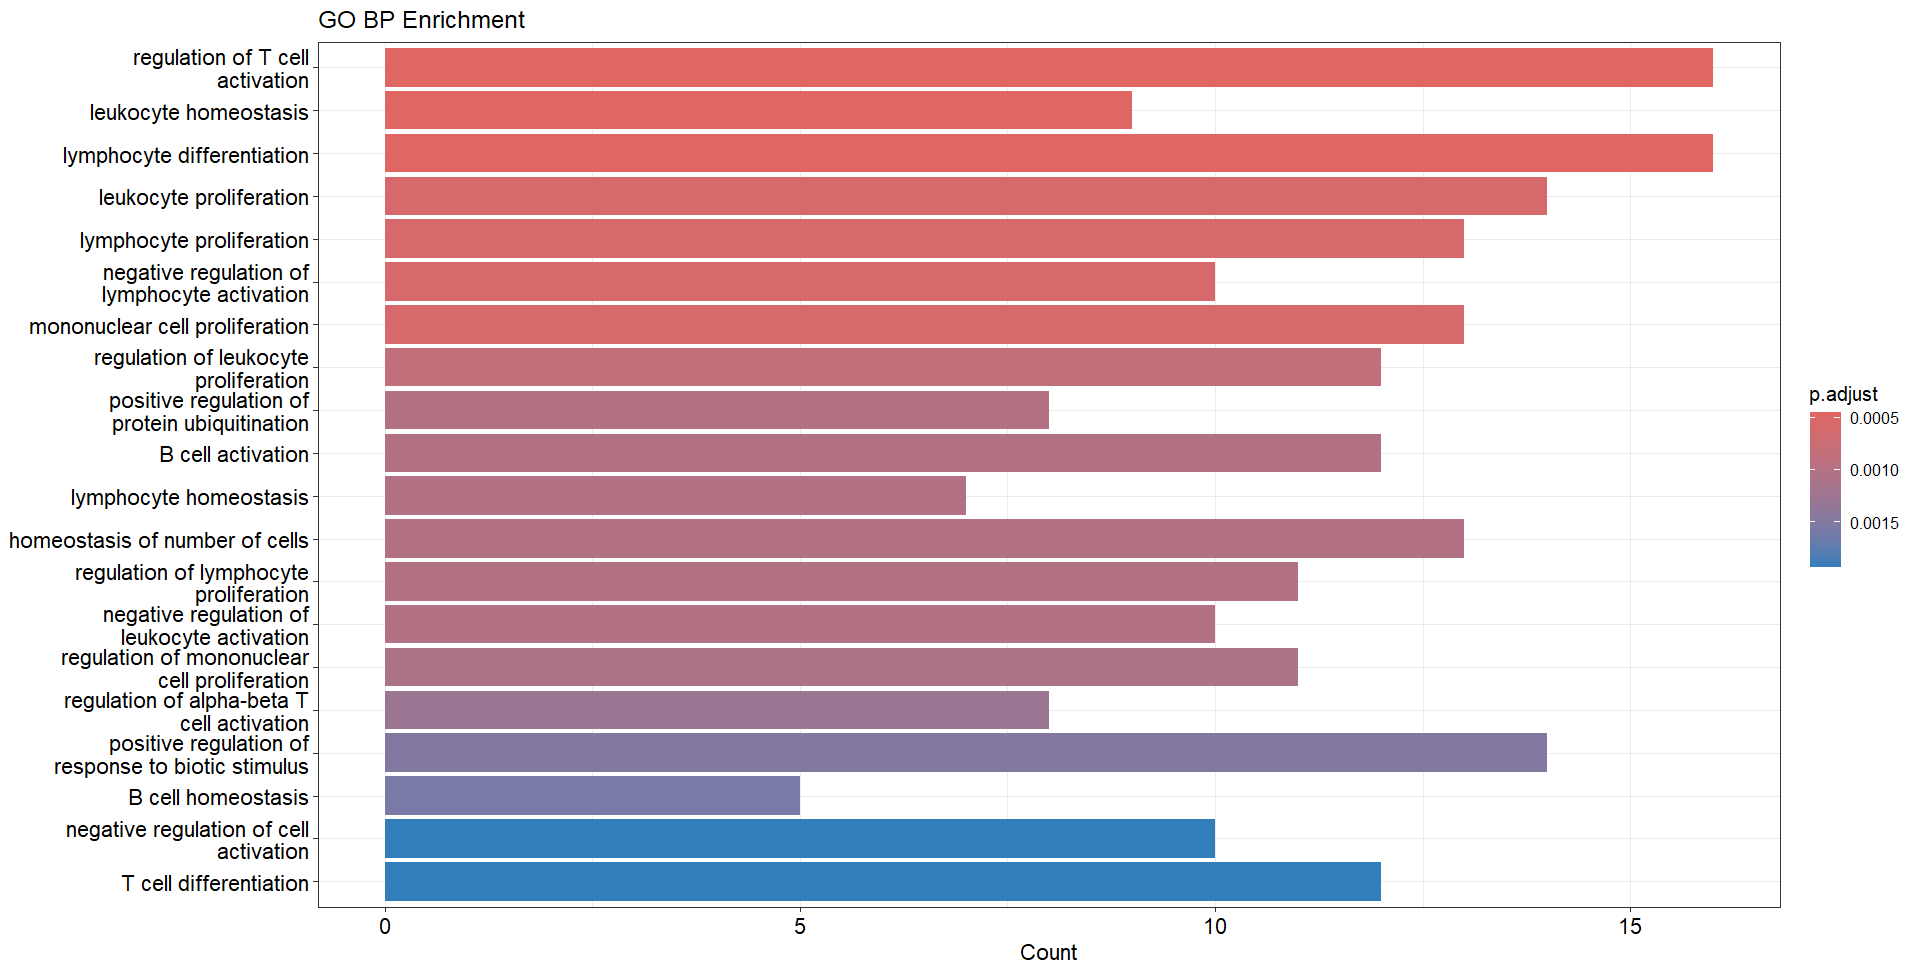 GO BP Enrichment
regulation of T cell
activation
leukocyte homeostasis
lymphocyte differentiation
leukocyte proliferation
lymphocyte proliferation
negative regulation of
lymphocyte activation
mononuclear cell proliferation
regulation of leukocyte
proliferation
positive regulation of
protein ubiquitination
B cell activation
lymphocyte homeostasis
homeostasis of number of cells
regulation of lymphocyte
proliferation
negative regulation of
leukocyte activation
regulation of mononuclear
cell proliferation
regulation of alpha-beta T
cell activation
positive regulation of
response to biotic stimulus
B cell homeostasis
negative regulation of cell
activation
T cell differentiation
0 5 10 15
Count
p.adjust
0.0005
0.0010
0.0015